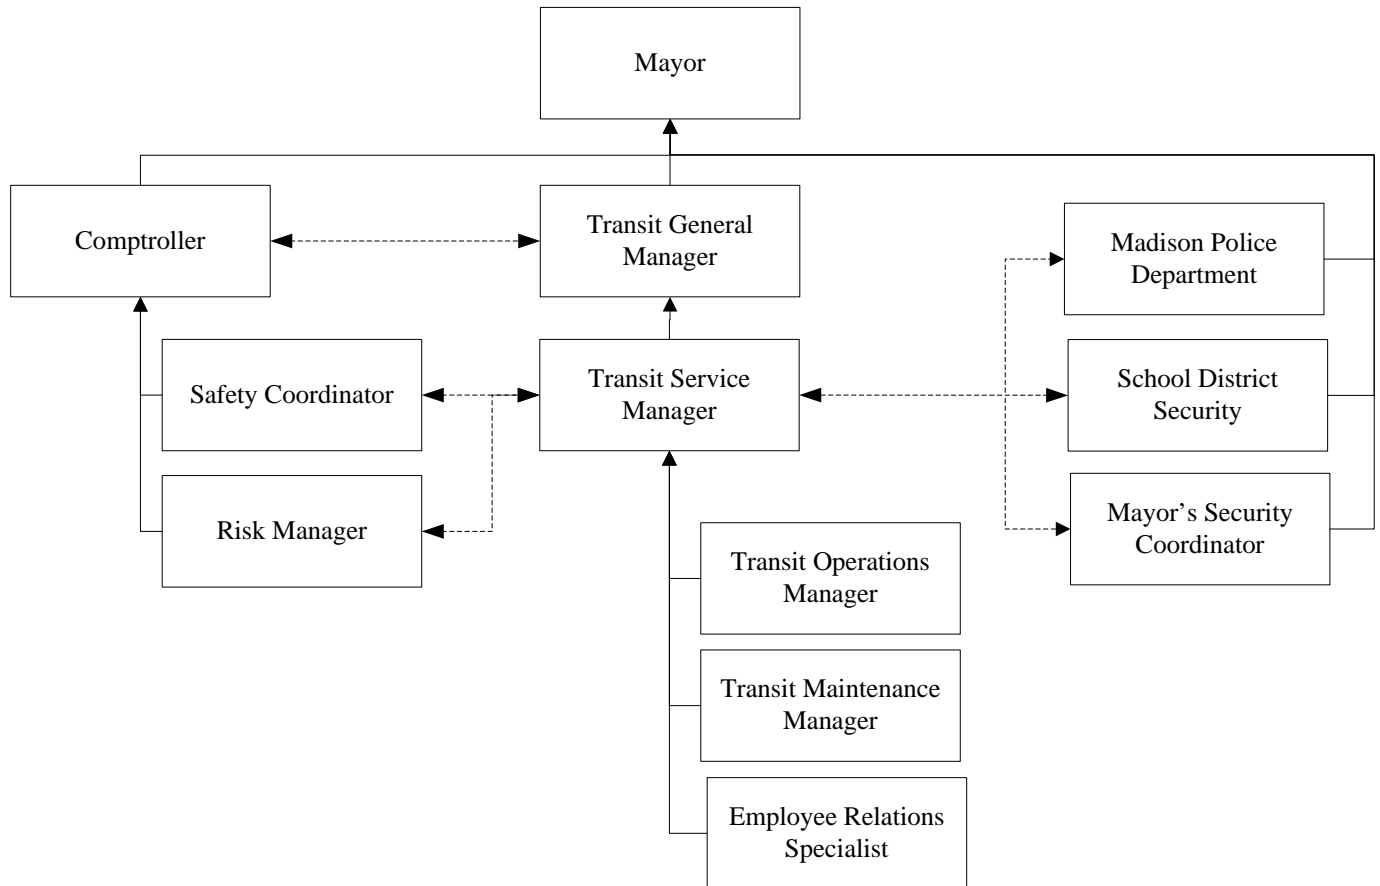 Mayor
Comptroller
Transit General
Manager
Madison Police
Department
Safety Coordinator
Transit Service
Manager
School District
Security
Risk Manager
Mayor’s Security
Coordinator
Transit Operations
Manager
Transit Maintenance
Manager
Employee Relations
Specialist